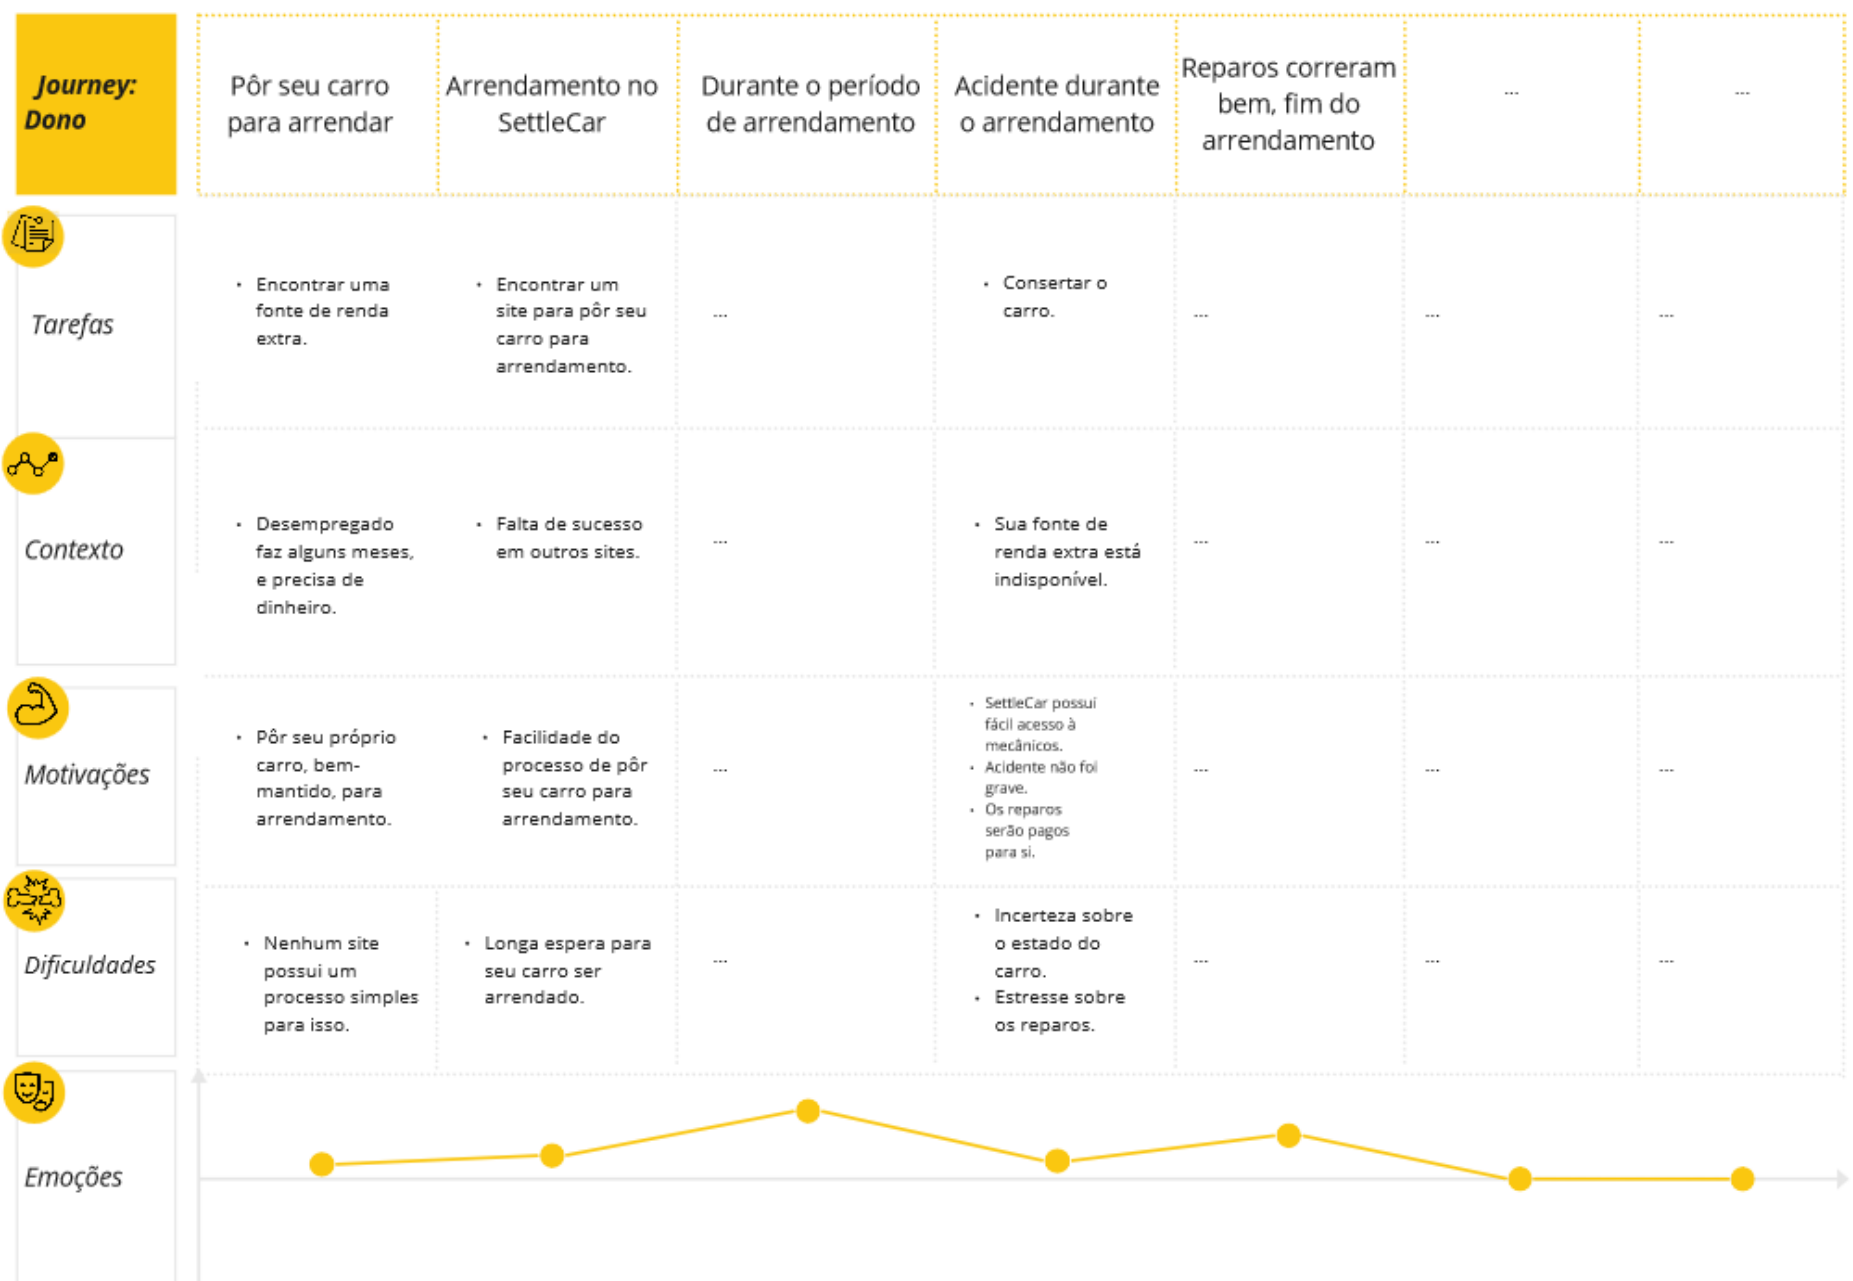 Journey:
Dono
Pôr seu carro
para arrendar
Arrendamento no
SettleCar
Durante o período
de arrendamento
Acidente durante
o arrendamento
Reparos correram
bem, fim do
arrendamento
...
...
Tarefas
• Encontrar uma
fonte de renda
extra.
• Encontrar um
site para pôr seu
carro para
arrendamento.
...
• Consertar o
carro.
...
...
...
Contexto
• Desempregado
faz alguns meses,
e precisa de
dinheiro.
• Falta de sucesso
em outros sites.
...
• Sua fonte de
renda extra está
indisponível.
...
...
...
Motivações
• Pôr seu próprio
carro, bem-
mantido, para
arrendamento.
• Facilidade do
processo de pôr
seu carro para
arrendamento.
...
• SettleCar possui
fácil acesso à
mecânicos.
• Acidente não foi
grave.
• Os reparos
serão pagos
para si.
...
...
...
Dificuldades
• Nenhum site
possui um
processo simples
para isso.
• Longa espera para
seu carro ser
arrendado.
...
• Incerteza sobre
o estado do
carro.
• Estresse sobre
os reparos.
...
...
...
Emoções